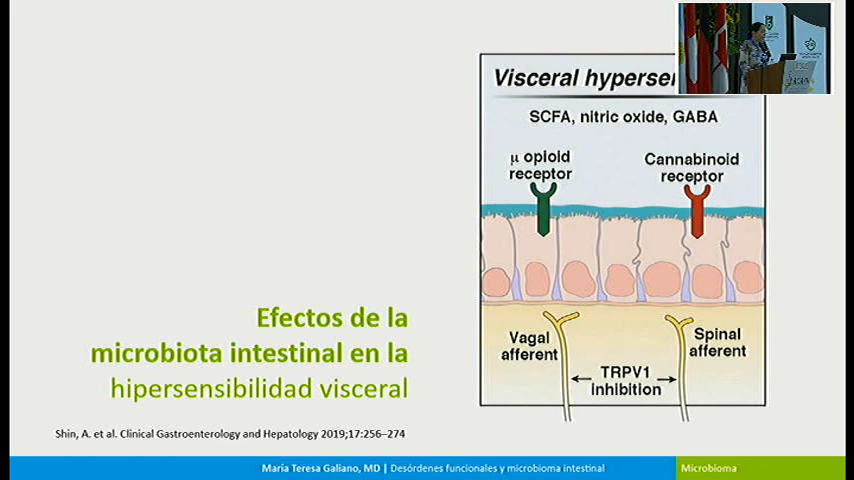 Visceral hyperse
SCFA, nitric oxide, GABA
μ opioid
receptor
Cannabinoid
receptor
Vagal
afferent
Spinal
afferent
TRPV1
inhibition
Efectos de la
microbiota intestinal en la
hipersensibilidad visceral
Shin, A. et al. Clinical Gastroenterology and Hepatology 2019;17:256–274
María Teresa Galiano, MD | Desórdenes funcionales y microbioma intestinal
Microbioma